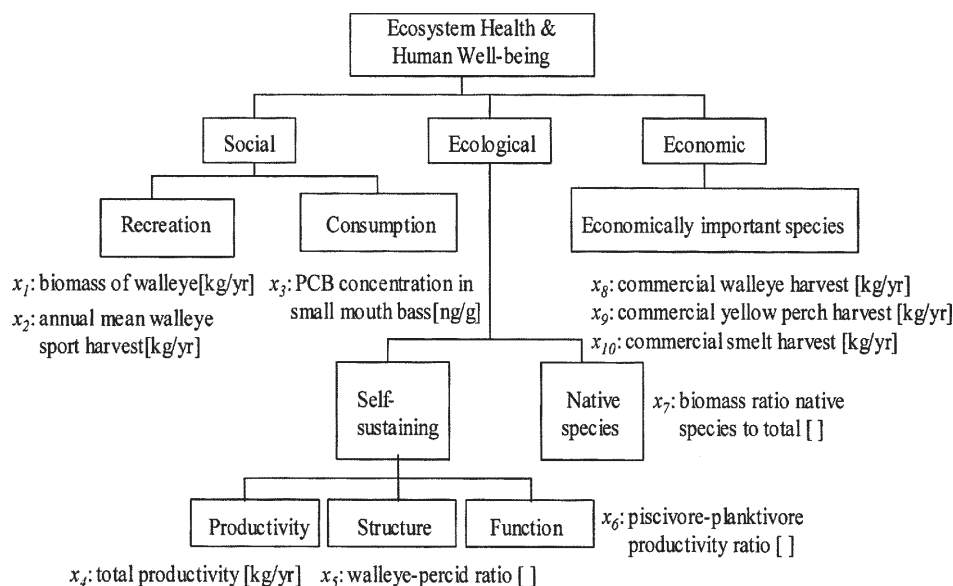 Ecosystem Health &
Human Well-being
Social
Ecological
Economic
Recreation
Consumption
Economically important species
x1: biomass of walleye[kg/yr]
x2: annual mean walleye
sport harvest[kg/yr]
x3: PCB concentration in
small mouth bass[ng/g]
x8: commercial walleye harvest [kg/yr]
x9: commercial yellow perch harvest [kg/yr]
x10: commercial smelt harvest [kg/yr]
Self-
sustaining
Native
species
x7: biomass ratio native
species to total [ ]
Productivity
Structure
Function
x6: piscivore-planktivore
productivity ratio [ ]
x4: total productivity [kg/yr]
x5: walleye-percid ratio [ ]